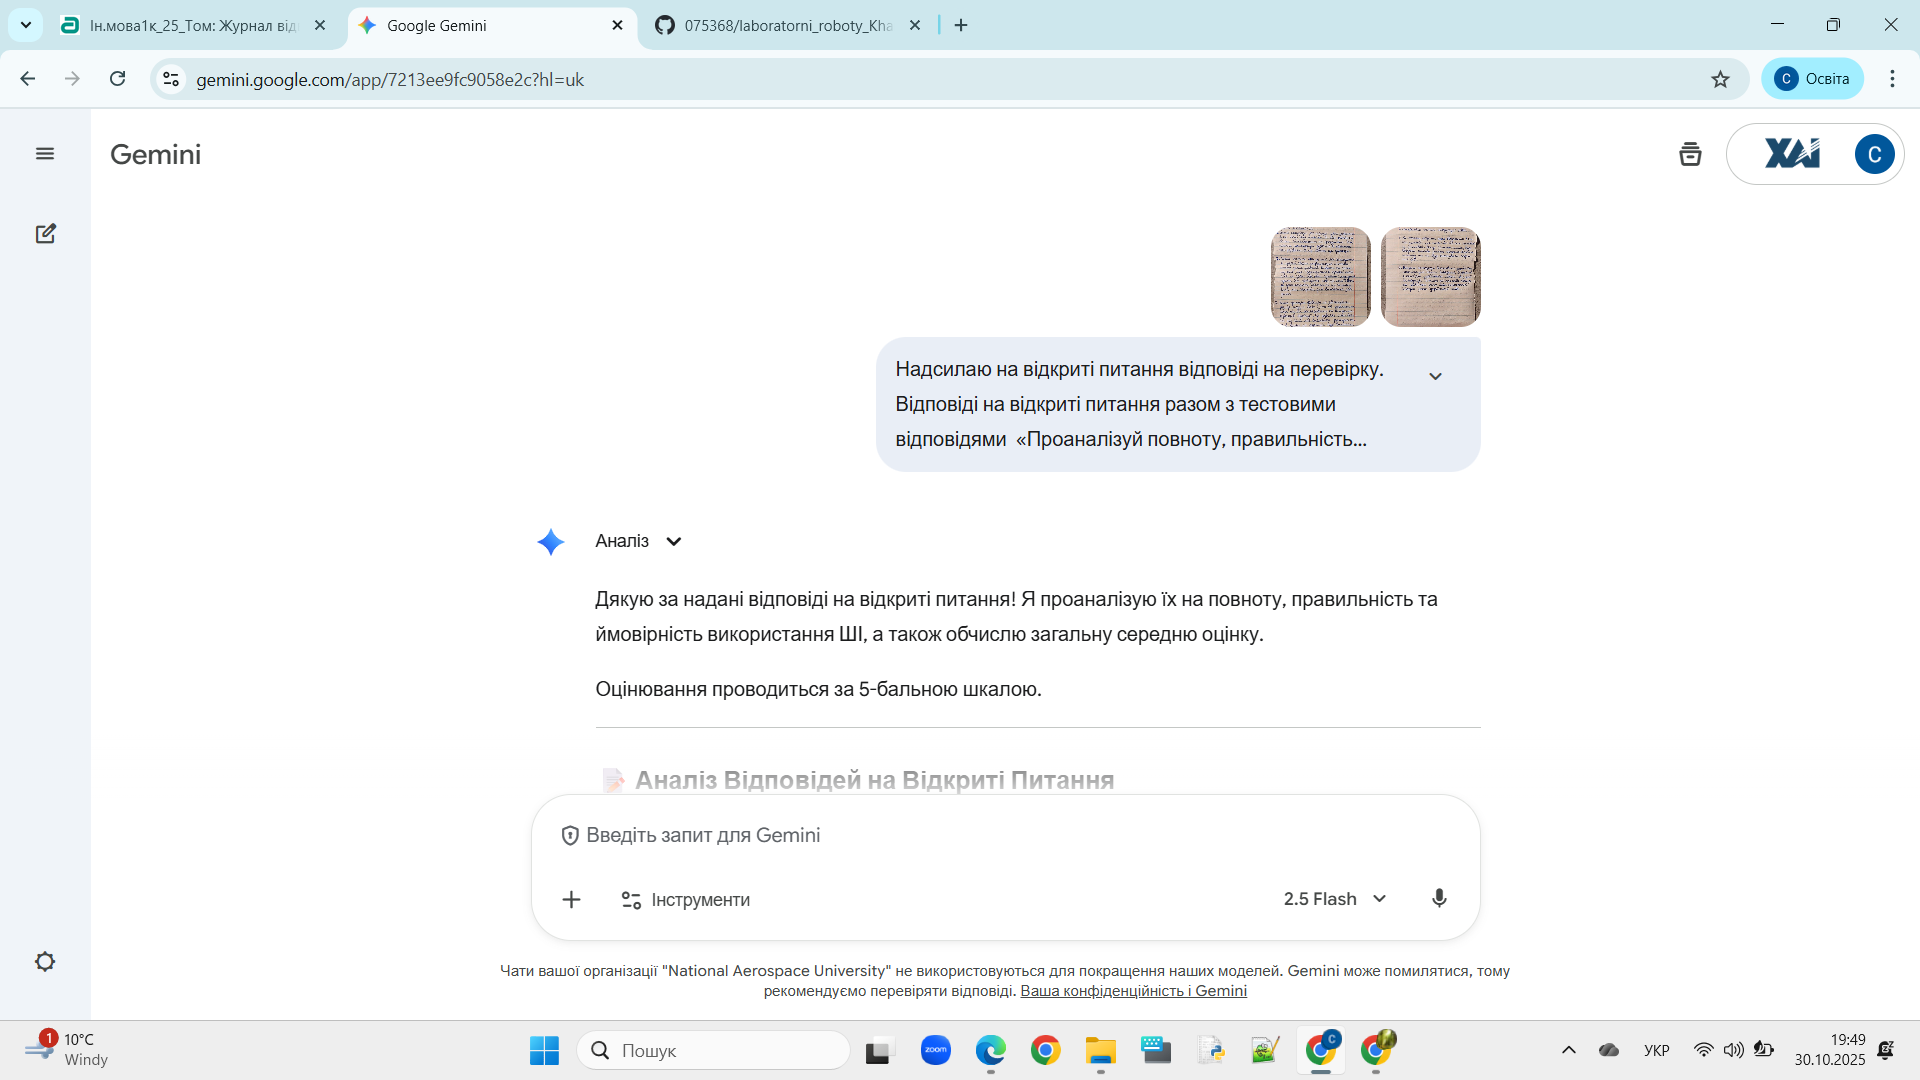 Ін.мова1к_25_Том: Журнал від
Google Gemini
075368/laboratorni_roboty_Kha
gemini.google.com/app/7213ee9fc9058e2c?hl=uk
С
Освіта
Gemini
XAI
C
Надсилаю на відкриті питання відповіді на перевірку.
Відповіді на відкриті питання разом з тестовими
відповідями «Проаналізуй повноту, правильність...
Аналіз
Дякую за надані відповіді на відкриті питання! Я проаналізую їх на повноту, правильність та
ймовірність використання ШІ, а також обчислю загальну середню оцінку.
Оцінювання проводиться за 5-бальною шкалою.
Аналіз Відповідей на Відкриті Питання
Введіть запит для Gemini
Інструменти
2.5 Flash
Чати вашої організації "National Aerospace University" не використовуються для покращення наших моделей. Gemini може помилятися, тому
рекомендуємо перевіряти відповіді. Ваша конфіденційність і Gemini
1
10°C
Windy
Пошук
zoom
C
УКР
19:49
30.10.2025